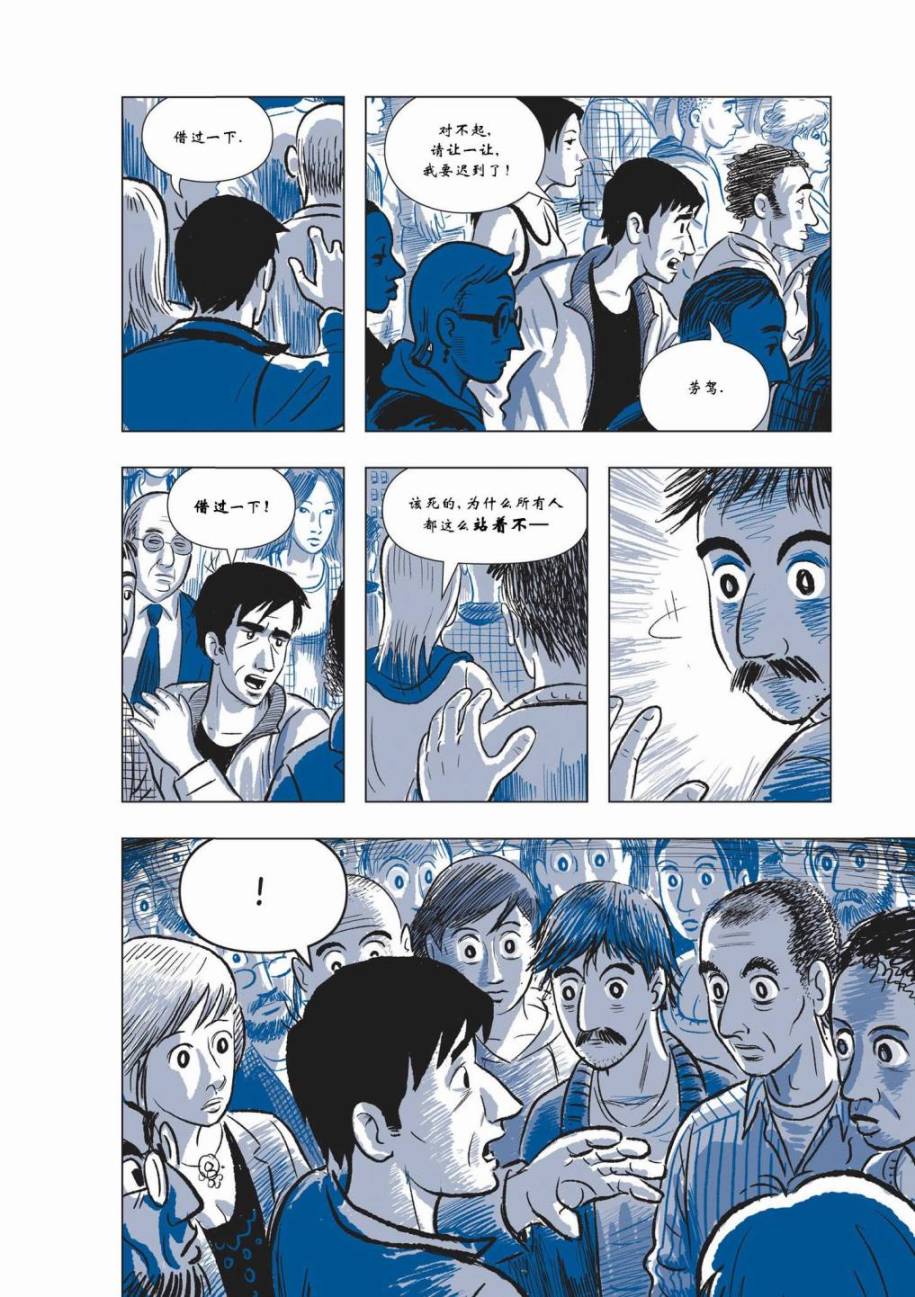 借过一下.
对不起,
请让一让,
我要迟到了!
劳驾.
借过一下!
该死的,为什么所有人
都这么站着不—
!